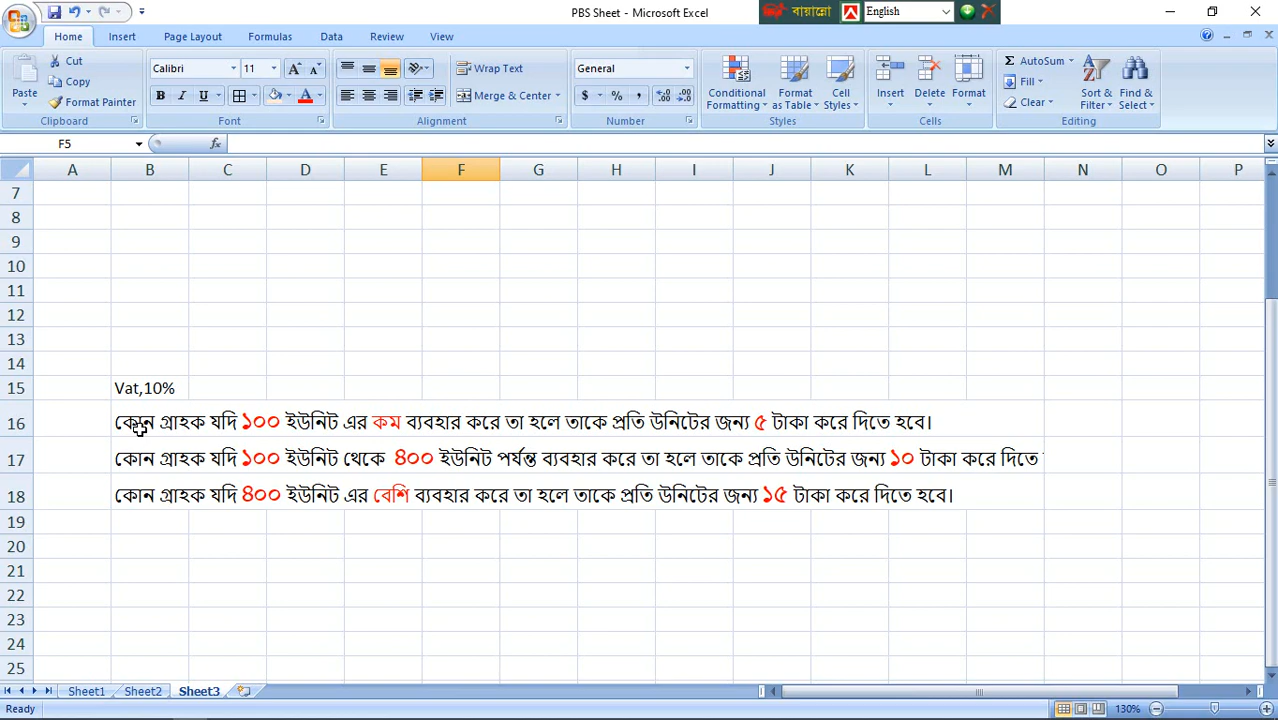 PBS Sheet - Microsoft Excel
বায়ান্নো English
Home Insert Page Layout Formulas Data Review View
Cut
Copy
Format Painter
Paste
Clipboard
Calibri 11
B I U
Font
Wrap Text
Merge & Center
Alignment
General
$ % ,
Number
Conditional Formatting
Format as Table
Cell Styles
Styles
Insert Delete Format
Cells
Σ AutoSum
Fill
Clear
Sort & Filter
Find & Select
Editing
F5 fx
A B C D E F G H I J K L M N O P
7
8
9
10
11
12
13
14
15 Vat,10%
16 কোন গ্রাহক যদি ১০০ ইউনিট এর কম ব্যবহার করে তা হলে তাকে প্রতি উনিটের জন্য ৫ টাকা করে দিতে হবে।
17 কোন গ্রাহক যদি ১০০ ইউনিট থেকে ৪০০ ইউনিট পর্যন্ত ব্যবহার করে তা হলে তাকে প্রতি উনিটের জন্য ১০ টাকা করে দিতে
18 কোন গ্রাহক যদি ৪০০ ইউনিট এর বেশি ব্যবহার করে তা হলে তাকে প্রতি উনিটের জন্য ১৫ টাকা করে দিতে হবে।
19
20
21
22
23
24
25
Sheet1 Sheet2 Sheet3
Ready 130%